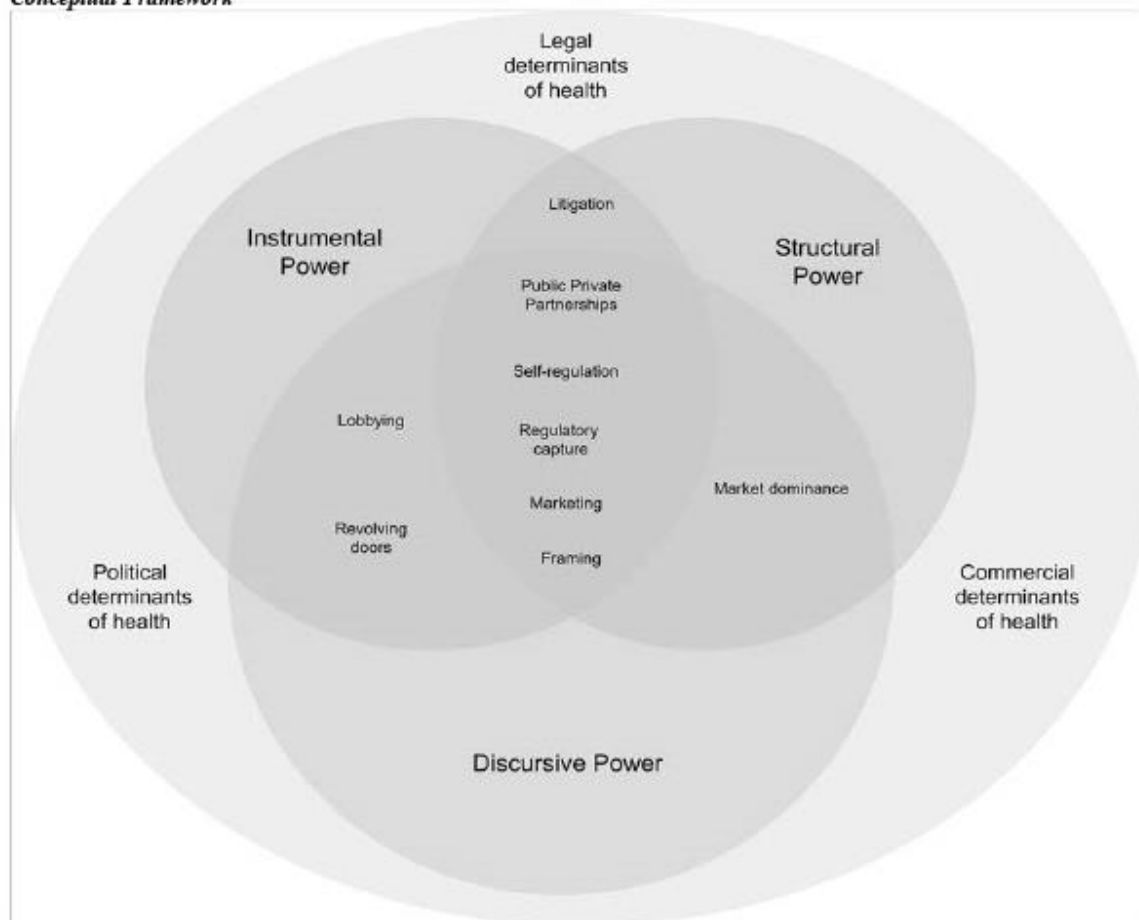 Conceptual Framework
Legal
determinants
of health
Litigation
Instrumental
Power
Structural
Power
Public Private
Partnerships
Self-regulation
Lobbying
Regulatory
capture
Market dominance
Marketing
Revolving
doors
Framing
Political
determinants
of health
Commercial
determinants
of health
Discursive Power